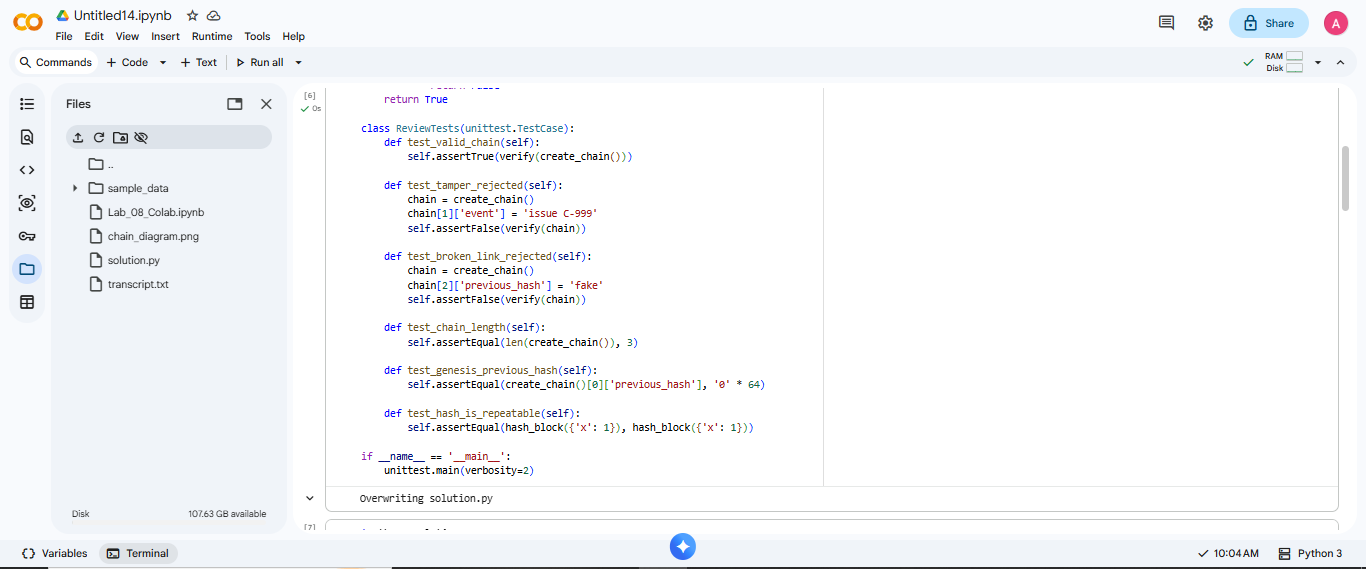 Untitled14.ipynb
File Edit View Insert Runtime Tools Help
Share
A
Commands + Code + Text Run all
RAM
Disk
Files
..
sample_data
Lab_08_Colab.ipynb
chain_diagram.png
solution.py
transcript.txt
Disk 107.63 GB available
[6]
0s
return False
return True
class ReviewTests(unittest.TestCase):
def test_valid_chain(self):
self.assertTrue(verify(create_chain()))
def test_tamper_rejected(self):
chain = create_chain()
chain[1]['event'] = 'issue C-999'
self.assertFalse(verify(chain))
def test_broken_link_rejected(self):
chain = create_chain()
chain[2]['previous_hash'] = 'fake'
self.assertFalse(verify(chain))
def test_chain_length(self):
self.assertEqual(len(create_chain()), 3)
def test_genesis_previous_hash(self):
self.assertEqual(create_chain()[0]['previous_hash'], '0' * 64)
def test_hash_is_repeatable(self):
self.assertEqual(hash_block({'x': 1}), hash_block({'x': 1}))
if __name__ == '__main__':
unittest.main(verbosity=2)
Overwriting solution.py
[7]
Variables Terminal
10:04 AM Python 3